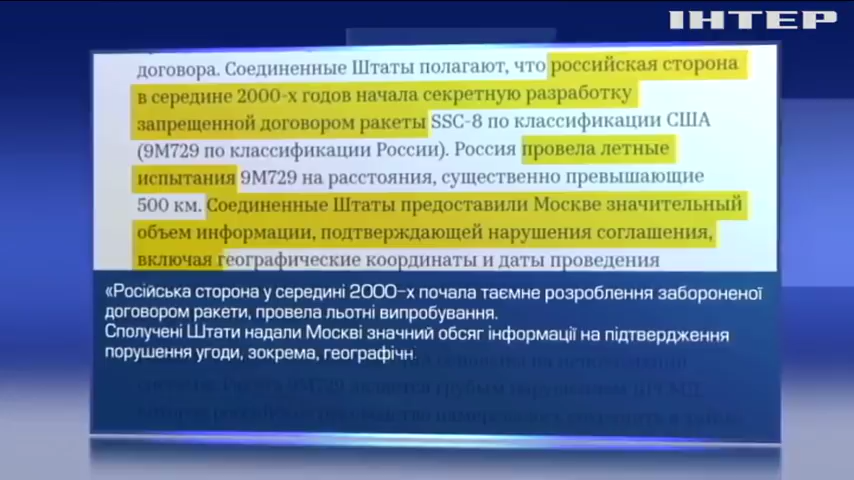 ІНТЕР
договора. Соединенные Штаты полагают, что российская сторона
в середине 2000-х годов начала секретную разработку
запрещенной договором ракеты SSC-8 по классификации США
(9М729 по классификации России). Россия провела летные
испытания 9М729 на расстояния, существенно превышающие
500 км. Соединенные Штаты предоставили Москве значительный
объем информации, подтверждающей нарушения соглашения,
включая географические координаты и даты проведения
«Російська сторона у середині 2000-х почала таємне розроблення забороненої
договором ракети, провела льотні випробування.
Сполучені Штати надали Москві значний обсяг інформації на підтвердження
порушення угоди, зокрема, географічн